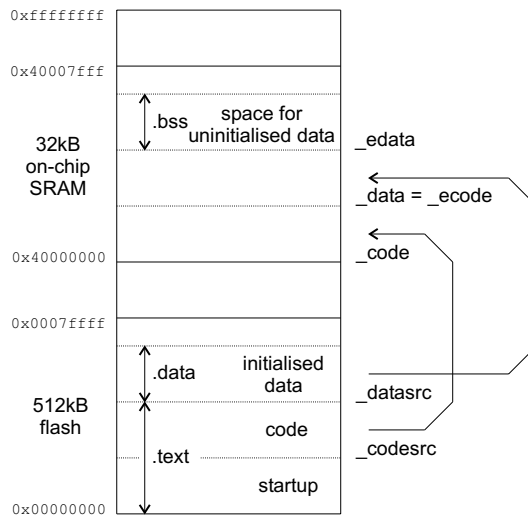 0xffffffff
0x40007fff
.bss
space for
uninitialised data
_edata
32kB
on-chip
SRAM
_data = _ecode
_code
0x40000000
0x0007ffff
.data
initialised
data
_datasrc
512kB
flash
code
_codesrc
.text
startup
0x00000000